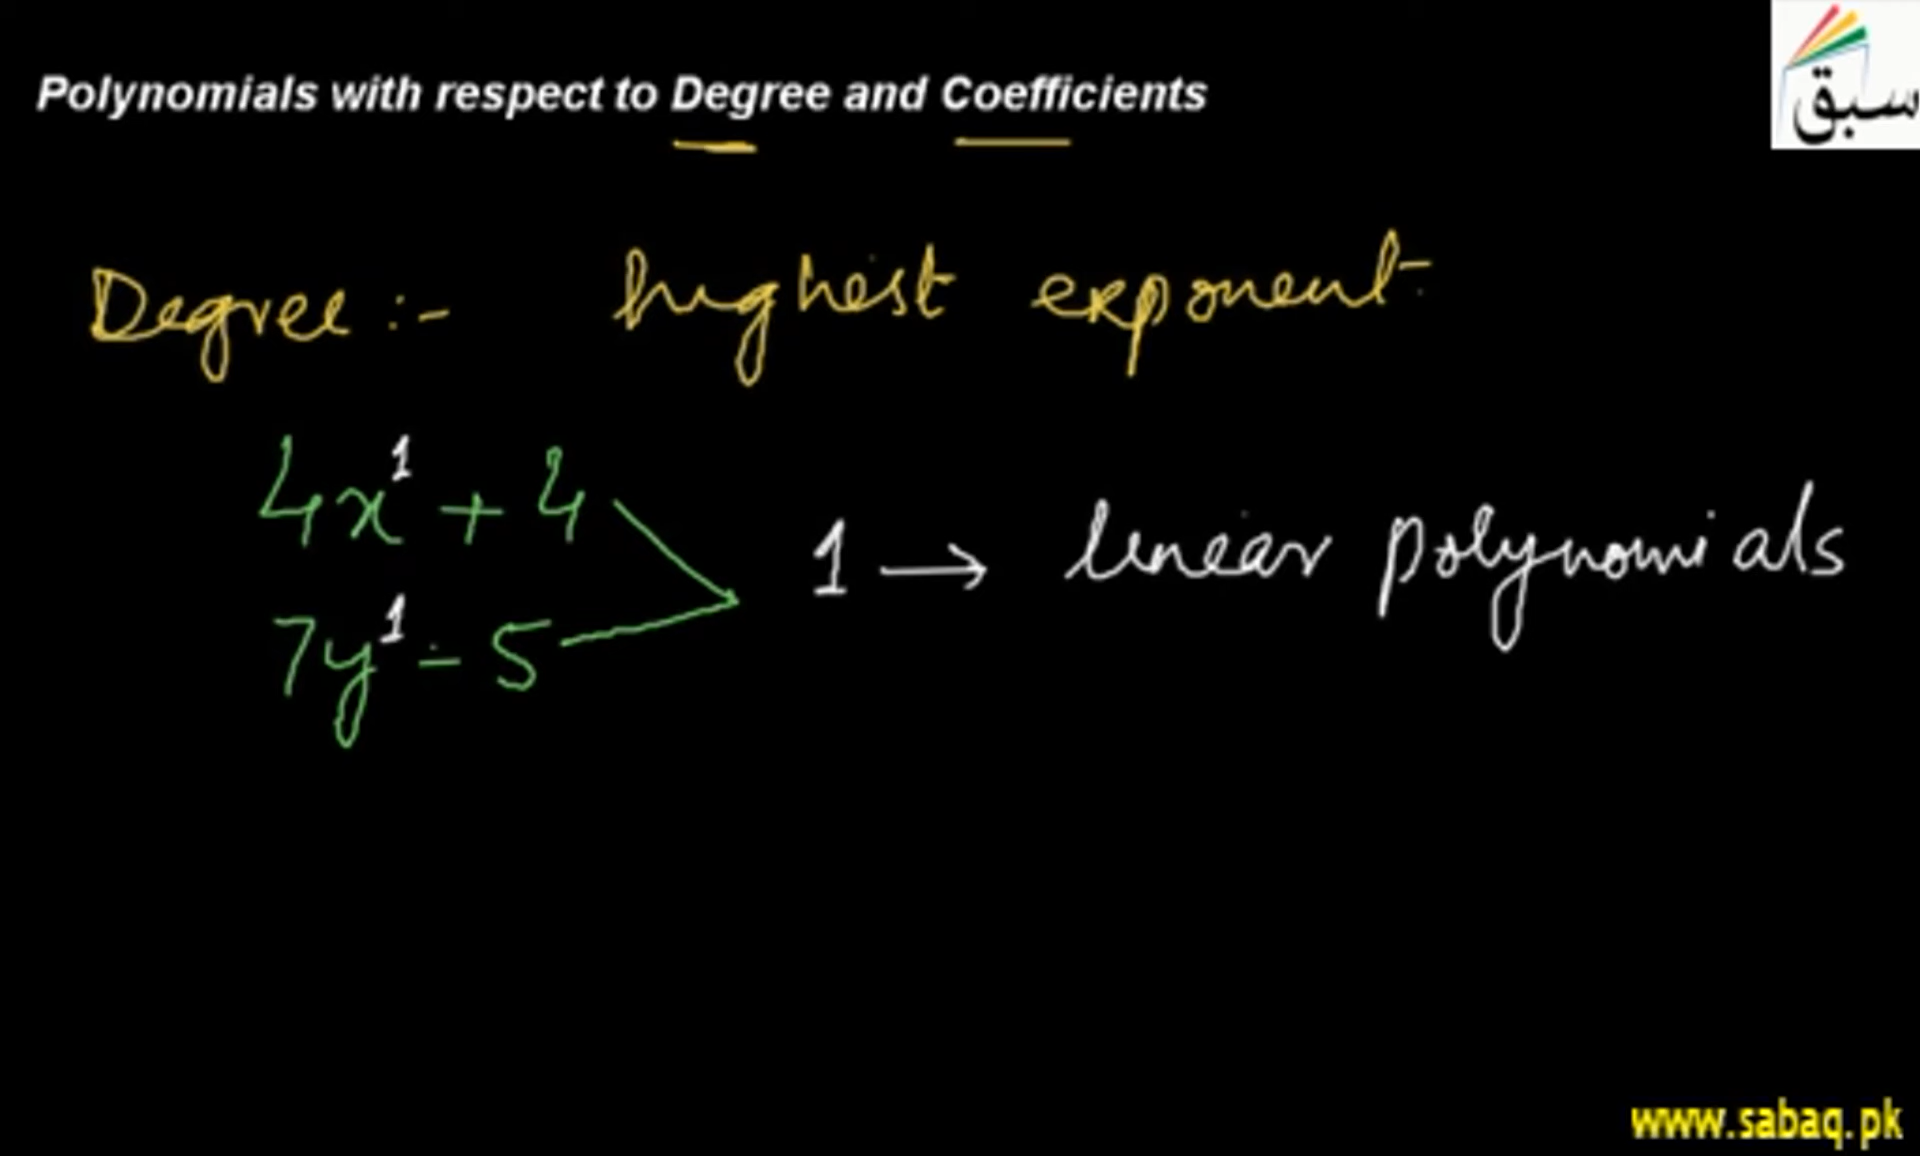 Polynomials with respect to Degree and Coefficients
سبق
Degree :- highest exponent
4x¹ + 4
1 → linear polynomials
7y¹ - 5
www.sabaq.pk